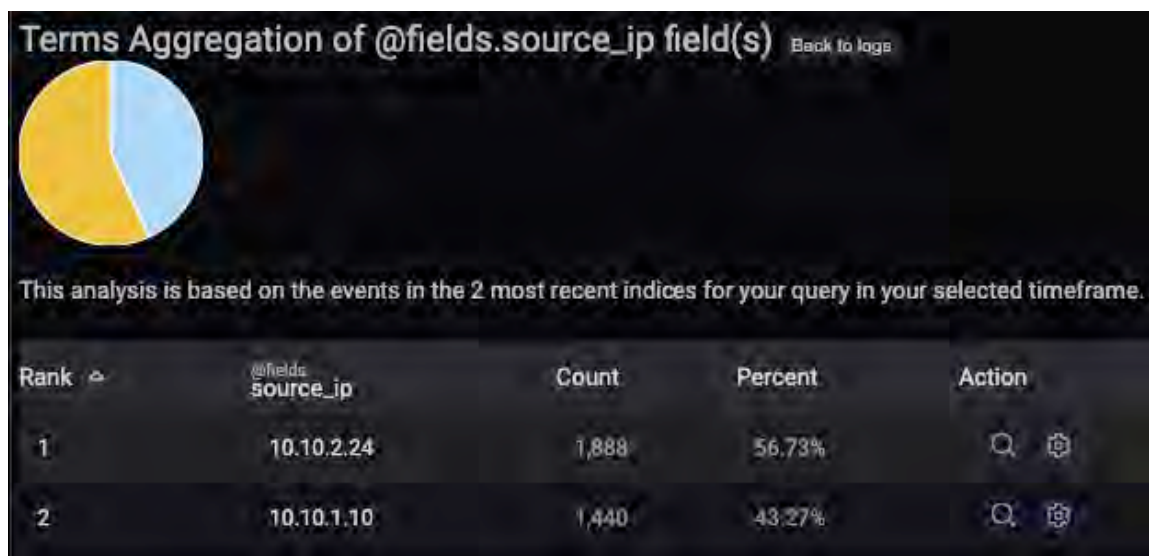 Terms Aggregation of @fields.source_ip field(s) Back to logs
This analysis is based on the events in the 2 most recent indices for your query in your selected timeframe.
Rank @fields. source_ip Count Percent Action
1 10.10.2.24 1,888 56.73%
2 10.10.1.10 1,440 43.27%